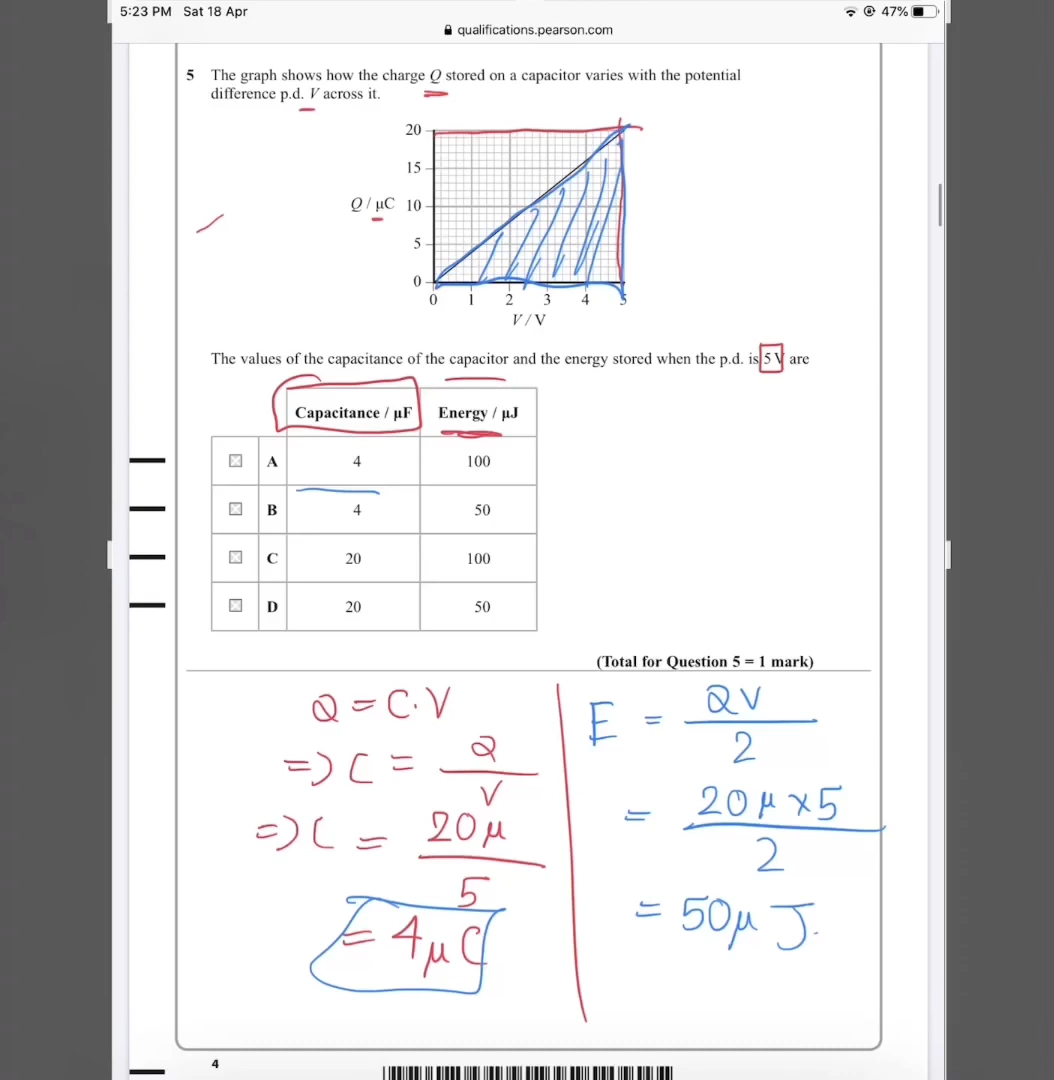 5:23 PM Sat 18 Apr
47%
qualifications.pearson.com
5 The graph shows how the charge Q stored on a capacitor varies with the potential
difference p.d. V across it.
20
15
Q / μC 10
5
0
0 1 2 3 4 5
V / V
The values of the capacitance of the capacitor and the energy stored when the p.d. is 5 V are
Capacitance / μF Energy / μJ
A 4 100
B 4 50
C 20 100
D 20 50
(Total for Question 5 = 1 mark)
Q = C.V
=> C = Q
V
=> C = 20μ
5
= 4μC
E = QV
2
= 20μ×5
2
= 50μ J.
4